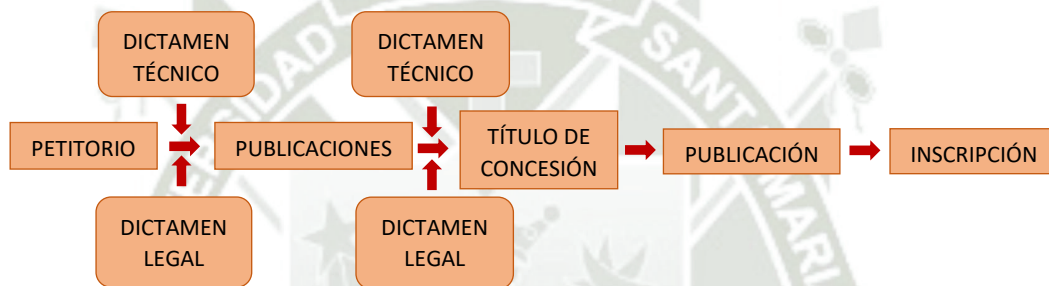 DICTAMEN
TÉCNICO
DICTAMEN
TÉCNICO
PETITORIO
PUBLICACIONES
TÍTULO DE
CONCESIÓN
PUBLICACIÓN
INSCRIPCIÓN
DICTAMEN
LEGAL
DICTAMEN
LEGAL